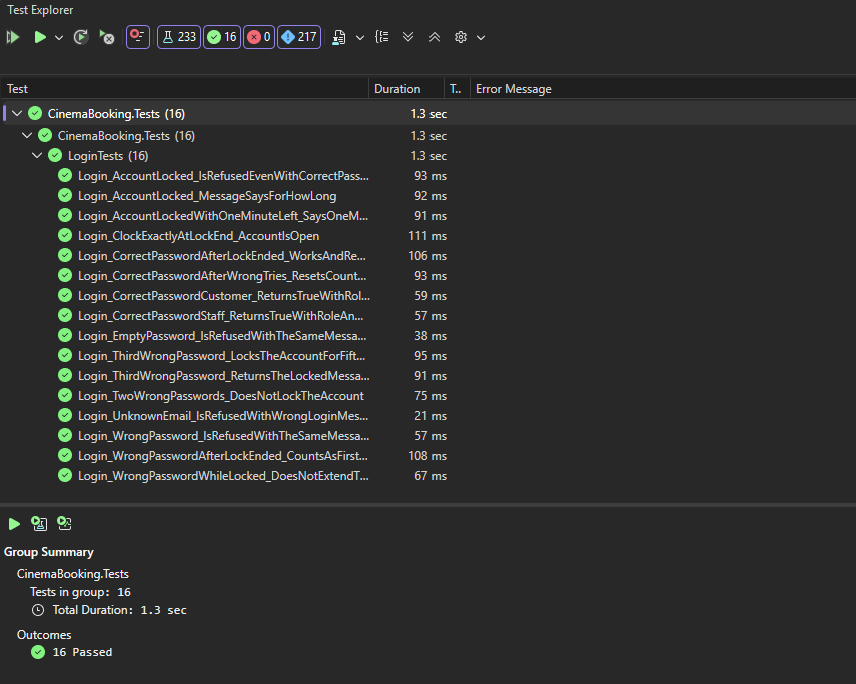 Test Explorer
233 16 0 217
Test Duration T.. Error Message
CinemaBooking.Tests (16) 1.3 sec
CinemaBooking.Tests (16) 1.3 sec
LoginTests (16) 1.3 sec
Login_AccountLocked_IsRefusedEvenWithCorrectPass... 93 ms
Login_AccountLocked_MessageSaysForHowLong 92 ms
Login_AccountLockedWithOneMinuteLeft_SaysOneM... 91 ms
Login_ClockExactlyAtLockEnd_AccountIsOpen 111 ms
Login_CorrectPasswordAfterLockEnded_WorksAndRe... 106 ms
Login_CorrectPasswordAfterWrongTries_ResetsCount... 93 ms
Login_CorrectPasswordCustomer_ReturnsTrueWithRol... 59 ms
Login_CorrectPasswordStaff_ReturnsTrueWithRoleAn... 57 ms
Login_EmptyPassword_IsRefusedWithTheSameMessa... 38 ms
Login_ThirdWrongPassword_LocksTheAccountForFift... 95 ms
Login_ThirdWrongPassword_ReturnsTheLockedMessa... 91 ms
Login_TwoWrongPasswords_DoesNotLockTheAccount 75 ms
Login_UnknownEmail_IsRefusedWithWrongLoginMes... 21 ms
Login_WrongPassword_IsRefusedWithTheSameMessa... 57 ms
Login_WrongPasswordAfterLockEnded_CountsAsFirst... 108 ms
Login_WrongPasswordWhileLocked_DoesNotExtendT... 67 ms
Group Summary
CinemaBooking.Tests
Tests in group: 16
Total Duration: 1.3 sec
Outcomes
16 Passed